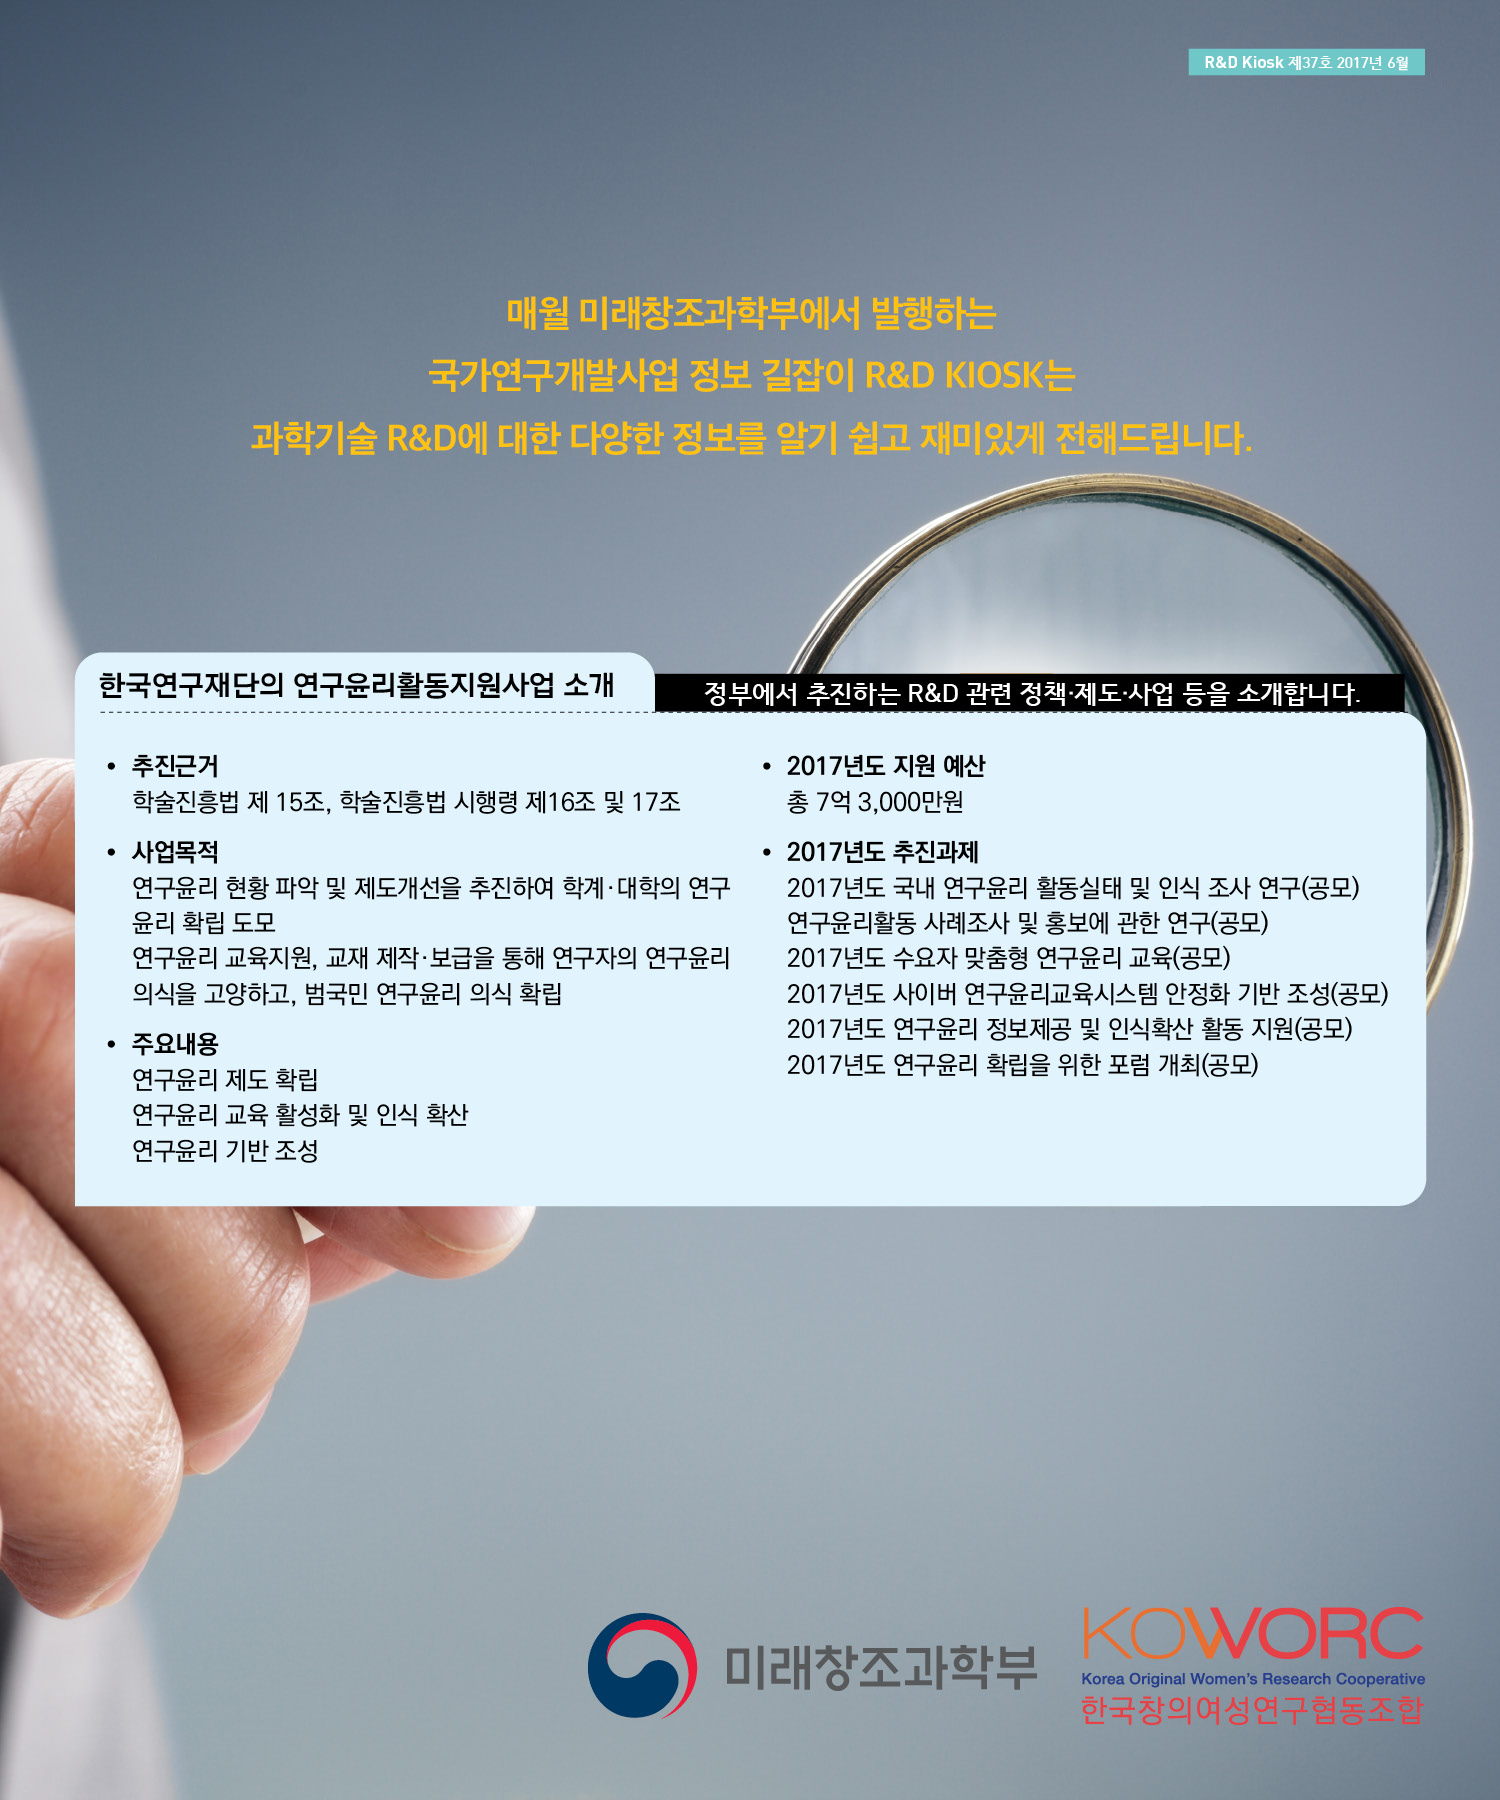 R&D Kiosk 제37호 2017년 6월
매월 미래창조과학부에서 발행하는
국가연구개발사업 정보 길잡이 R&D KIOSK는
과학기술 R&D에 대한 다양한 정보를 알기 쉽고 재미있게 전해드립니다.
한국연구재단의 연구윤리활동지원사업 소개
정부에서 추진하는 R&D 관련 정책·제도·사업 등을 소개합니다.
• 추진근거
학술진흥법 제 15조, 학술진흥법 시행령 제16조 및 17조
• 사업목적
연구윤리 현황 파악 및 제도개선을 추진하여 학계·대학의 연구
윤리 확립 도모
연구윤리 교육지원, 교재 제작·보급을 통해 연구자의 연구윤리
의식을 고양하고, 범국민 연구윤리 의식 확립
• 주요내용
연구윤리 제도 확립
연구윤리 교육 활성화 및 인식 확산
연구윤리 기반 조성
• 2017년도 지원 예산
총 7억 3,000만원
• 2017년도 추진과제
2017년도 국내 연구윤리 활동실태 및 인식 조사 연구(공모)
연구윤리활동 사례조사 및 홍보에 관한 연구(공모)
2017년도 수요자 맞춤형 연구윤리 교육(공모)
2017년도 사이버 연구윤리교육시스템 안정화 기반 조성(공모)
2017년도 연구윤리 정보제공 및 인식확산 활동 지원(공모)
2017년도 연구윤리 확립을 위한 포럼 개최(공모)
미래창조과학부
KOWORC
Korea Original Women's Research Cooperative
한국창의여성연구협동조합